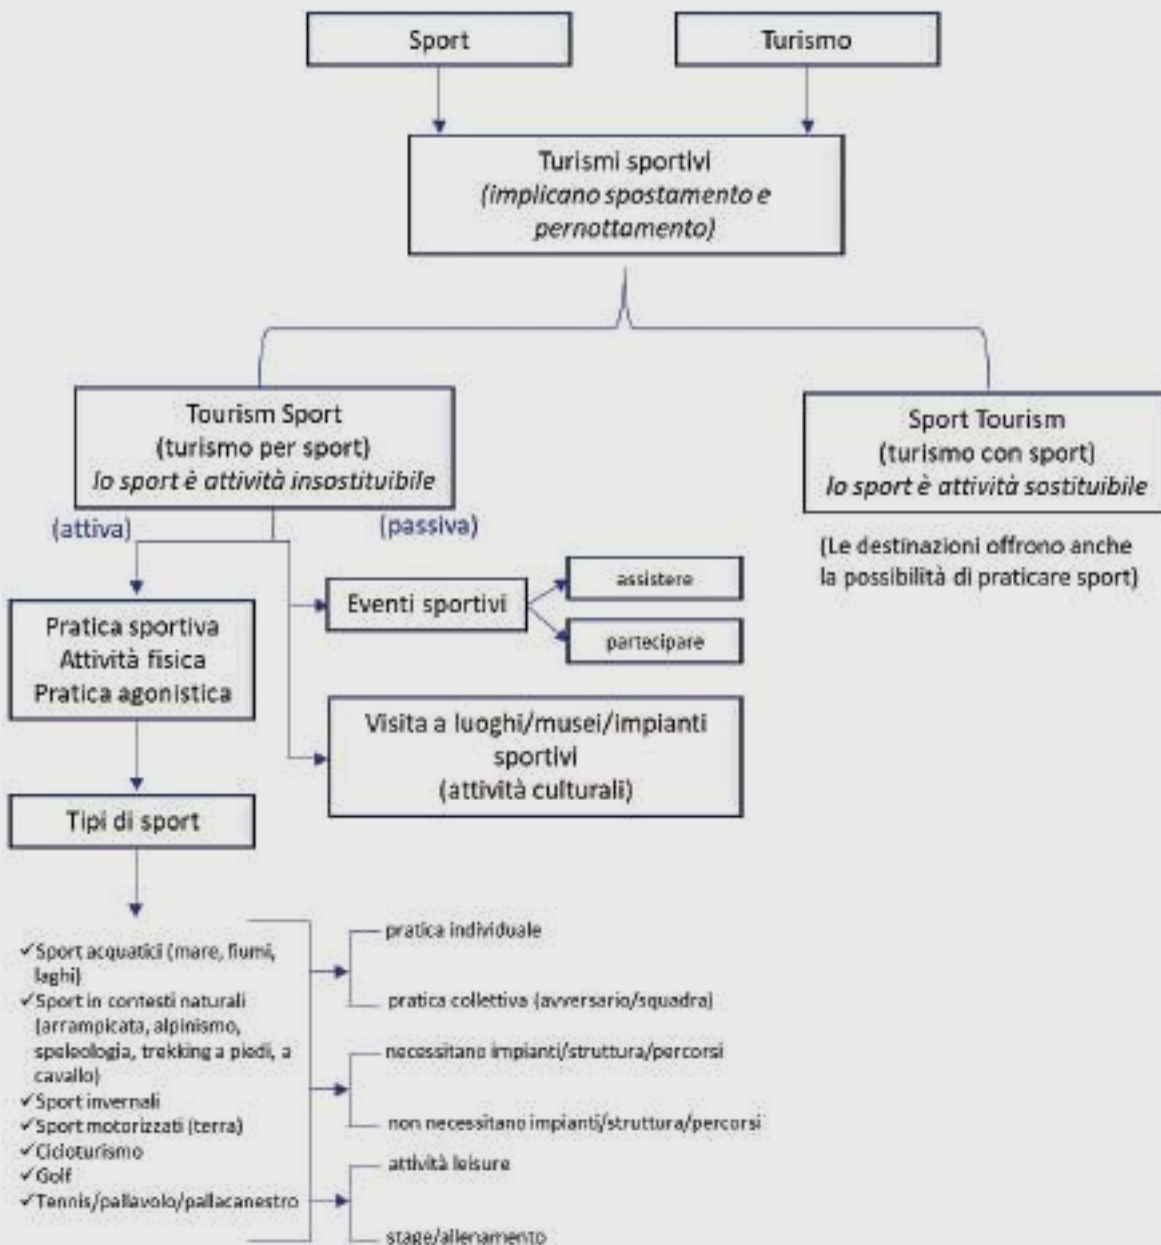 Sport
Turismo
Turismi sportivi
(implicano spostamento e
pernottamento)
Tourism Sport
(turismo per sport)
lo sport è attività insostituibile
Sport Tourism
(turismo con sport)
lo sport è attività sostituibile
(attiva)
(passiva)
(Le destinazioni offrono anche
la possibilità di praticare sport)
Eventi sportivi
assistere
partecipare
Pratica sportiva
Attività fisica
Pratica agonistica
Visita a luoghi/musei/impianti
sportivi
(attività culturali)
Tipi di sport
✓Sport acquatici (mare, fiumi,
laghi)
✓Sport in contesti naturali
(arrampicata, alpinismo,
speleologia, trekking a piedi, a
cavallo)
✓Sport invernali
✓Sport motorizzati (terra)
✓Cicloturismo
✓Golf
✓Tennis/pallavolo/pallacanestro
pratica individuale
pratica collettiva (avversario/squadra)
necessitano impianti/struttura/percorsi
non necessitano impianti/struttura/percorsi
attività leisure
stage/allenamento